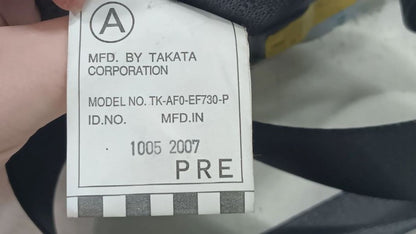 A
MFD. BY TAKATA
CORPORATION
MODEL NO. TK-AF0-EF730-P
ID.NO. MFD.IN
1005 2007
PRE